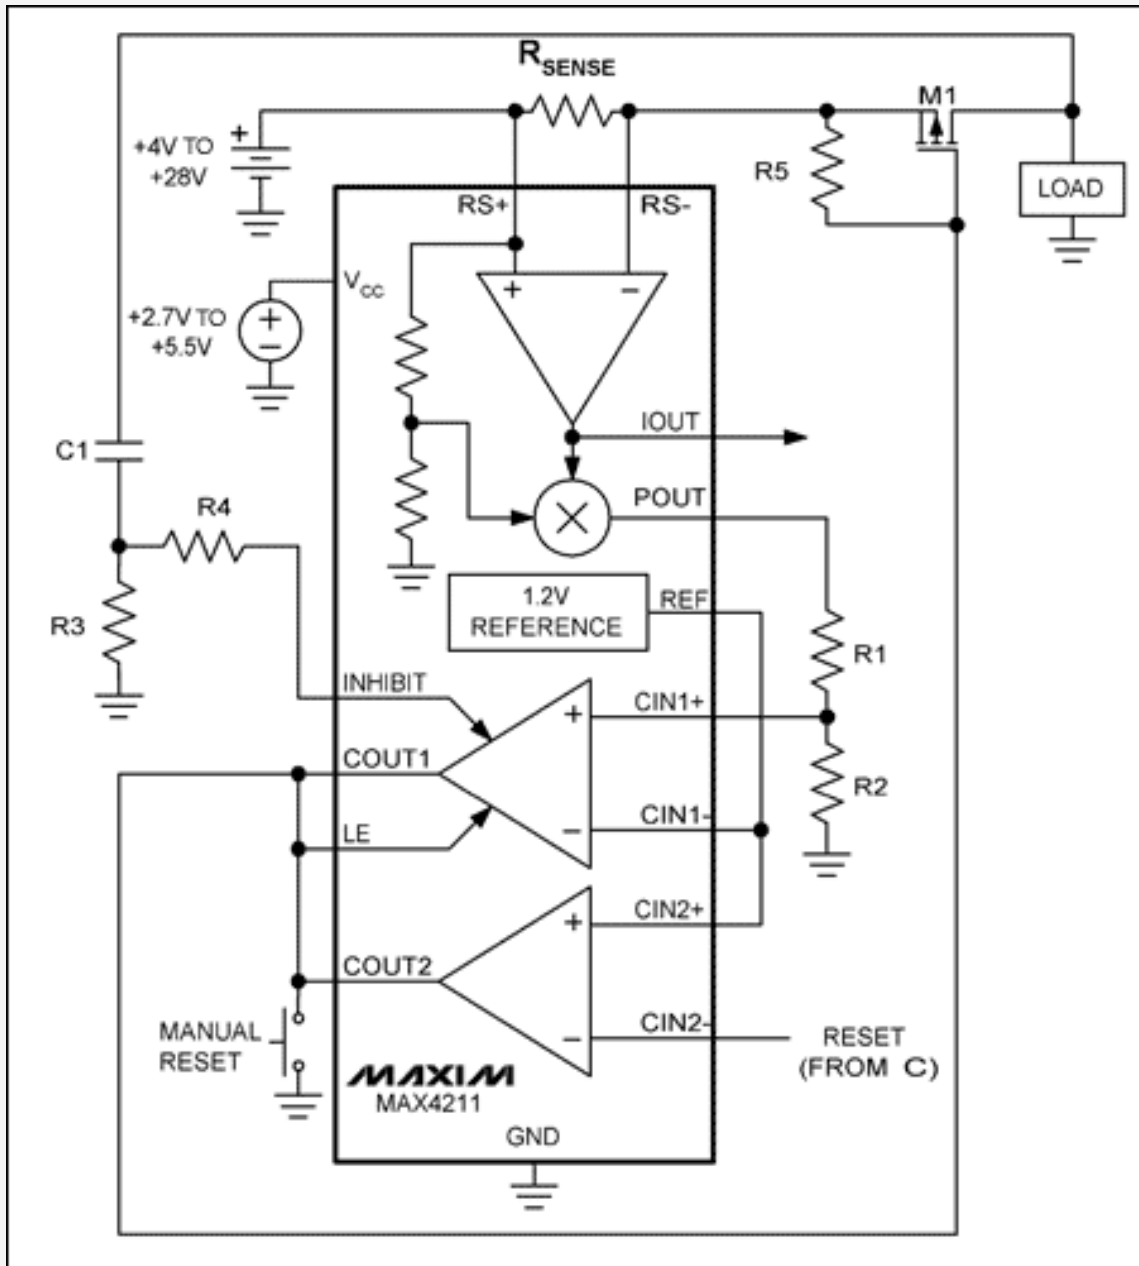 RSENSE
M1
+4V TO
+28V
R5
LOAD
RS+
RS-
VCC
+
−
+2.7V TO
+5.5V
+
−
IOUT
C1
POUT
R4
1.2V
REFERENCE
REF
R3
R1
INHIBIT
CIN1+
+
COUT1
R2
CIN1-
−
LE
CIN2+
+
COUT2
MANUAL
RESET
CIN2-
−
RESET
(FROM C)
MAXIM
MAX4211
GND